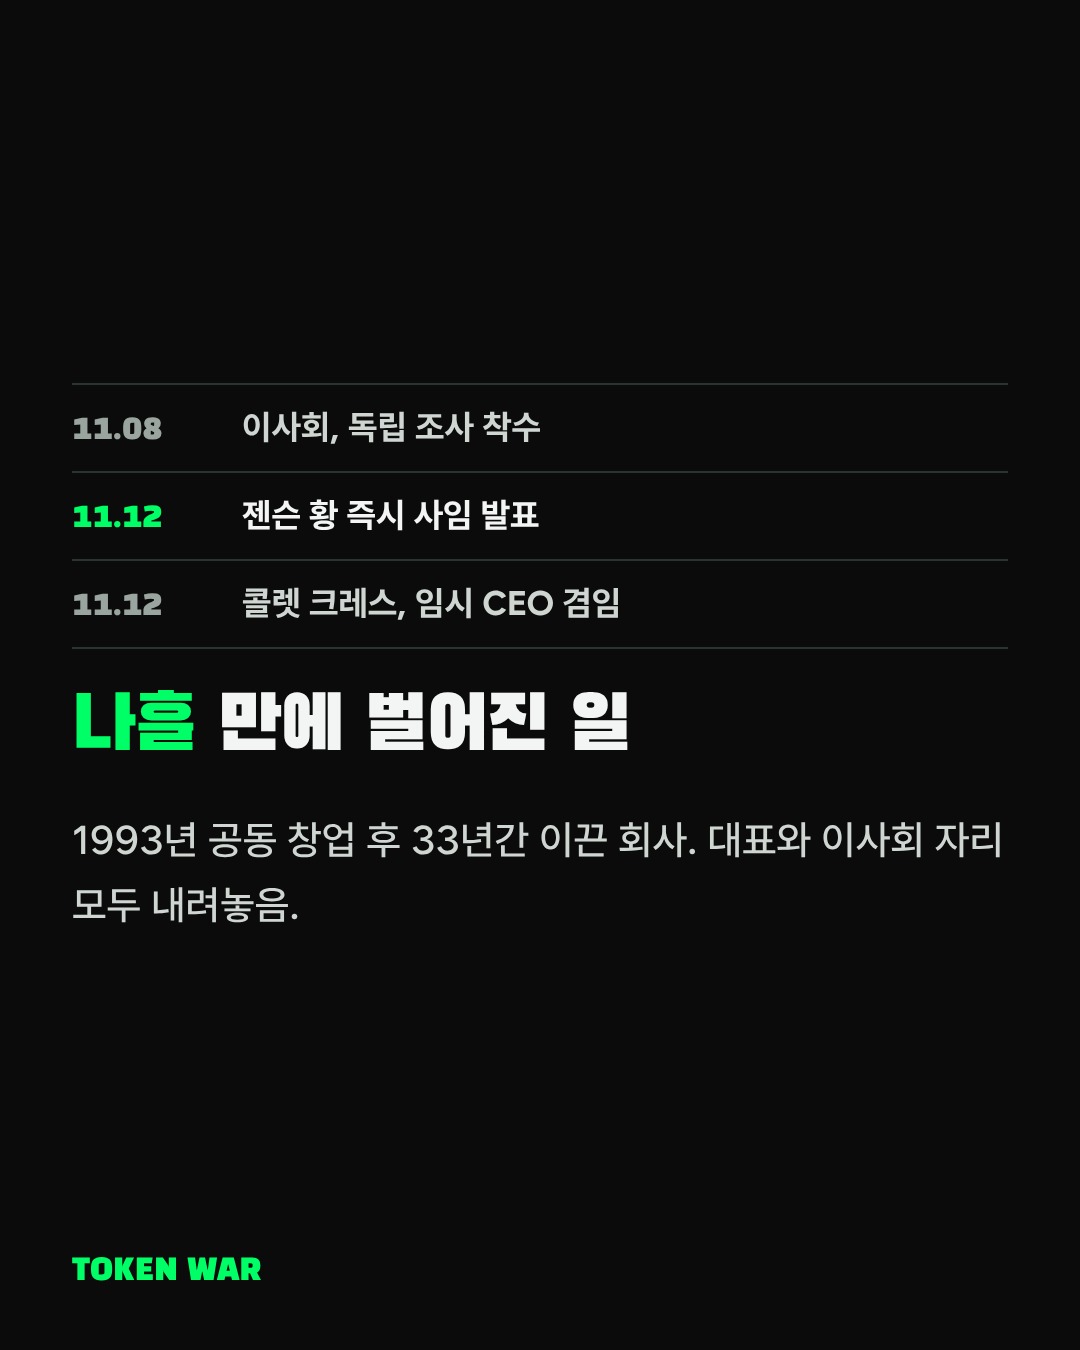 11.08 이사회, 독립 조사 착수
11.12 젠슨 황 즉시 사임 발표
11.12 콜렛 크레스, 임시 CEO 겸임
나흘 만에 벌어진 일
1993년 공동 창업 후 33년간 이끈 회사. 대표와 이사회 자리
모두 내려놓음.
TOKEN WAR